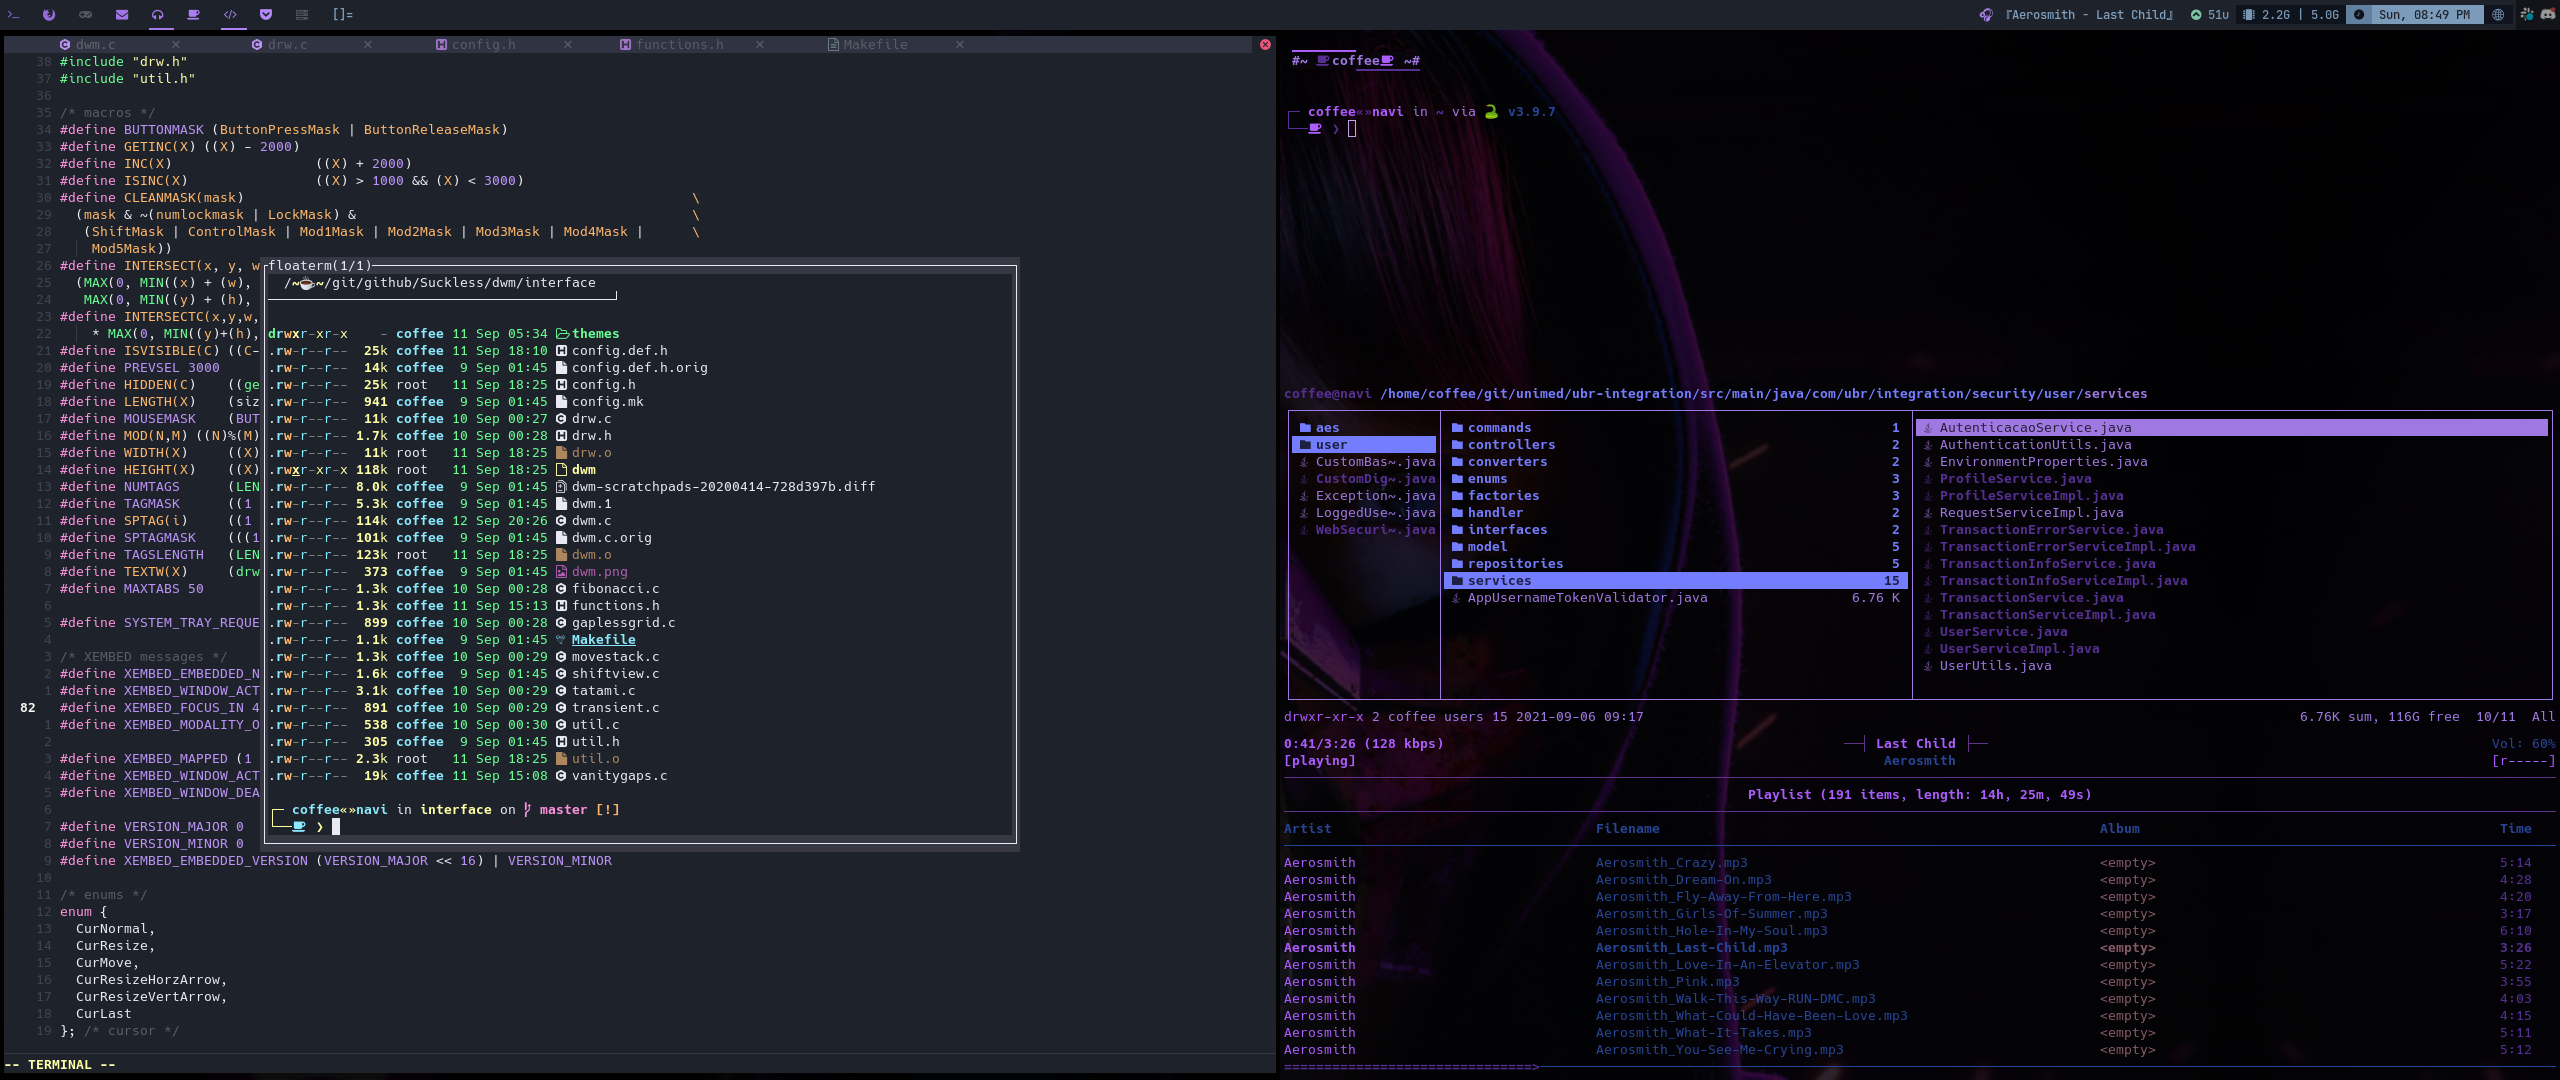 []=
『Aerosmith - Last Child』
51u
2.2G | 5.0G
Sun, 08:49 PM
dwm.c ×
drw.c ×
config.h ×
functions.h ×
Makefile ×
38 #include "drw.h"
37 #include "util.h"
36
35 /* macros */
34 #define BUTTONMASK (ButtonPressMask | ButtonReleaseMask)
33 #define GETINC(X) ((X) - 2000)
32 #define INC(X) ((X) + 2000)
31 #define ISINC(X) ((X) > 1000 && (X) < 3000)
30 #define CLEANMASK(mask) \
29 (mask & ~(numlockmask | LockMask) & \
28 (ShiftMask | ControlMask | Mod1Mask | Mod2Mask | Mod3Mask | Mod4Mask | \
27 Mod5Mask))
26 #define INTERSECT(x, y, w
25 (MAX(0, MIN((x) + (w),
24 MAX(0, MIN((y) + (h),
23 #define INTERSECTC(x,y,w,
22 * MAX(0, MIN((y)+(h),
21 #define ISVISIBLE(C) ((C-
20 #define PREVSEL 3000
19 #define HIDDEN(C) ((ge
18 #define LENGTH(X) (siz
17 #define MOUSEMASK (BUT
16 #define MOD(N,M) ((N)%(M)
15 #define WIDTH(X) ((X)
14 #define HEIGHT(X) ((X)
13 #define NUMTAGS (LEN
12 #define TAGMASK ((1
11 #define SPTAG(i) ((1
10 #define SPTAGMASK (((1
9 #define TAGSLENGTH (LEN
8 #define TEXTW(X) (drw
7 #define MAXTABS 50
6
5 #define SYSTEM_TRAY_REQUE
4
3 /* XEMBED messages */
2 #define XEMBED_EMBEDDED_N
1 #define XEMBED_WINDOW_ACT
82 #define XEMBED_FOCUS_IN 4
1 #define XEMBED_MODALITY_O
2
3 #define XEMBED_MAPPED (1
4 #define XEMBED_WINDOW_ACT
5 #define XEMBED_WINDOW_DEA
6
7 #define VERSION_MAJOR 0
8 #define VERSION_MINOR 0
9 #define XEMBED_EMBEDDED_VERSION (VERSION_MAJOR << 16) | VERSION_MINOR
10
11 /* enums */
12 enum {
13 CurNormal,
14 CurResize,
15 CurMove,
16 CurResizeHorzArrow,
17 CurResizeVertArrow,
18 CurLast
19 }; /* cursor */
-- TERMINAL --
floaterm(1/1)
/~☕~/git/github/Suckless/dwm/interface
drwxr-xr-x - coffee 11 Sep 05:34 themes
.rw-r--r-- 25k coffee 11 Sep 18:10 config.def.h
.rw-r--r-- 14k coffee 9 Sep 01:45 config.def.h.orig
.rw-r--r-- 25k root 11 Sep 18:25 config.h
.rw-r--r-- 941 coffee 9 Sep 01:45 config.mk
.rw-r--r-- 11k coffee 10 Sep 00:27 drw.c
.rw-r--r-- 1.7k coffee 10 Sep 00:28 drw.h
.rw-r--r-- 11k root 11 Sep 18:25 drw.o
.rwxr-xr-x 118k root 11 Sep 18:25 dwm
.rw-r--r-- 8.0k coffee 9 Sep 01:45 dwm-scratchpads-20200414-728d397b.diff
.rw-r--r-- 5.3k coffee 9 Sep 01:45 dwm.1
.rw-r--r-- 114k coffee 12 Sep 20:26 dwm.c
.rw-r--r-- 101k coffee 9 Sep 01:45 dwm.c.orig
.rw-r--r-- 123k root 11 Sep 18:25 dwm.o
.rw-r--r-- 373 coffee 9 Sep 01:45 dwm.png
.rw-r--r-- 1.3k coffee 10 Sep 00:28 fibonacci.c
.rw-r--r-- 1.3k coffee 11 Sep 15:13 functions.h
.rw-r--r-- 899 coffee 10 Sep 00:28 gaplessgrid.c
.rw-r--r-- 1.1k coffee 9 Sep 01:45 Makefile
.rw-r--r-- 1.3k coffee 10 Sep 00:29 movestack.c
.rw-r--r-- 1.6k coffee 9 Sep 01:45 shiftview.c
.rw-r--r-- 3.1k coffee 10 Sep 00:29 tatami.c
.rw-r--r-- 891 coffee 10 Sep 00:29 transient.c
.rw-r--r-- 538 coffee 10 Sep 00:30 util.c
.rw-r--r-- 305 coffee 9 Sep 01:45 util.h
.rw-r--r-- 2.3k root 11 Sep 18:25 util.o
.rw-r--r-- 19k coffee 11 Sep 15:08 vanitygaps.c
coffee«»navi in interface on master [!]
❯
#~ coffee ~#
coffee«»navi in ~ via v3.9.7
❯
coffee@navi /home/coffee/git/unimed/ubr-integration/src/main/java/com/ubr/integration/security/user/services
aes
user
CustomBas~.java
CustomDig~.java
Exception~.java
LoggedUse~.java
WebSecuri~.java
commands 1
controllers 2
converters 2
enums 3
factories 3
handler 2
interfaces 2
model 5
repositories 5
services 15
AppUsernameTokenValidator.java 6.76 K
AutenticacaoService.java
AuthenticationUtils.java
EnvironmentProperties.java
ProfileService.java
ProfileServiceImpl.java
RequestServiceImpl.java
TransactionErrorService.java
TransactionErrorServiceImpl.java
TransactionInfoService.java
TransactionInfoServiceImpl.java
TransactionService.java
TransactionServiceImpl.java
UserService.java
UserServiceImpl.java
UserUtils.java
drwxr-xr-x 2 coffee users 15 2021-09-06 09:17 6.76K sum, 116G free 10/11 All
0:41/3:26 (128 kbps) Last Child Vol: 60%
[playing] Aerosmith [r-----]
Playlist (191 items, length: 14h, 25m, 49s)
Artist Filename Album Time
Aerosmith Aerosmith_Crazy.mp3 <empty> 5:14
Aerosmith Aerosmith_Dream-On.mp3 <empty> 4:28
Aerosmith Aerosmith_Fly-Away-From-Here.mp3 <empty> 4:20
Aerosmith Aerosmith_Girls-Of-Summer.mp3 <empty> 3:17
Aerosmith Aerosmith_Hole-In-My-Soul.mp3 <empty> 6:10
Aerosmith Aerosmith_Last-Child.mp3 <empty> 3:26
Aerosmith Aerosmith_Love-In-An-Elevator.mp3 <empty> 5:22
Aerosmith Aerosmith_Pink.mp3 <empty> 3:55
Aerosmith Aerosmith_Walk-This-Way-RUN-DMC.mp3 <empty> 4:03
Aerosmith Aerosmith_What-Could-Have-Been-Love.mp3 <empty> 4:15
Aerosmith Aerosmith_What-It-Takes.mp3 <empty> 5:11
Aerosmith Aerosmith_You-See-Me-Crying.mp3 <empty> 5:12
===============================>